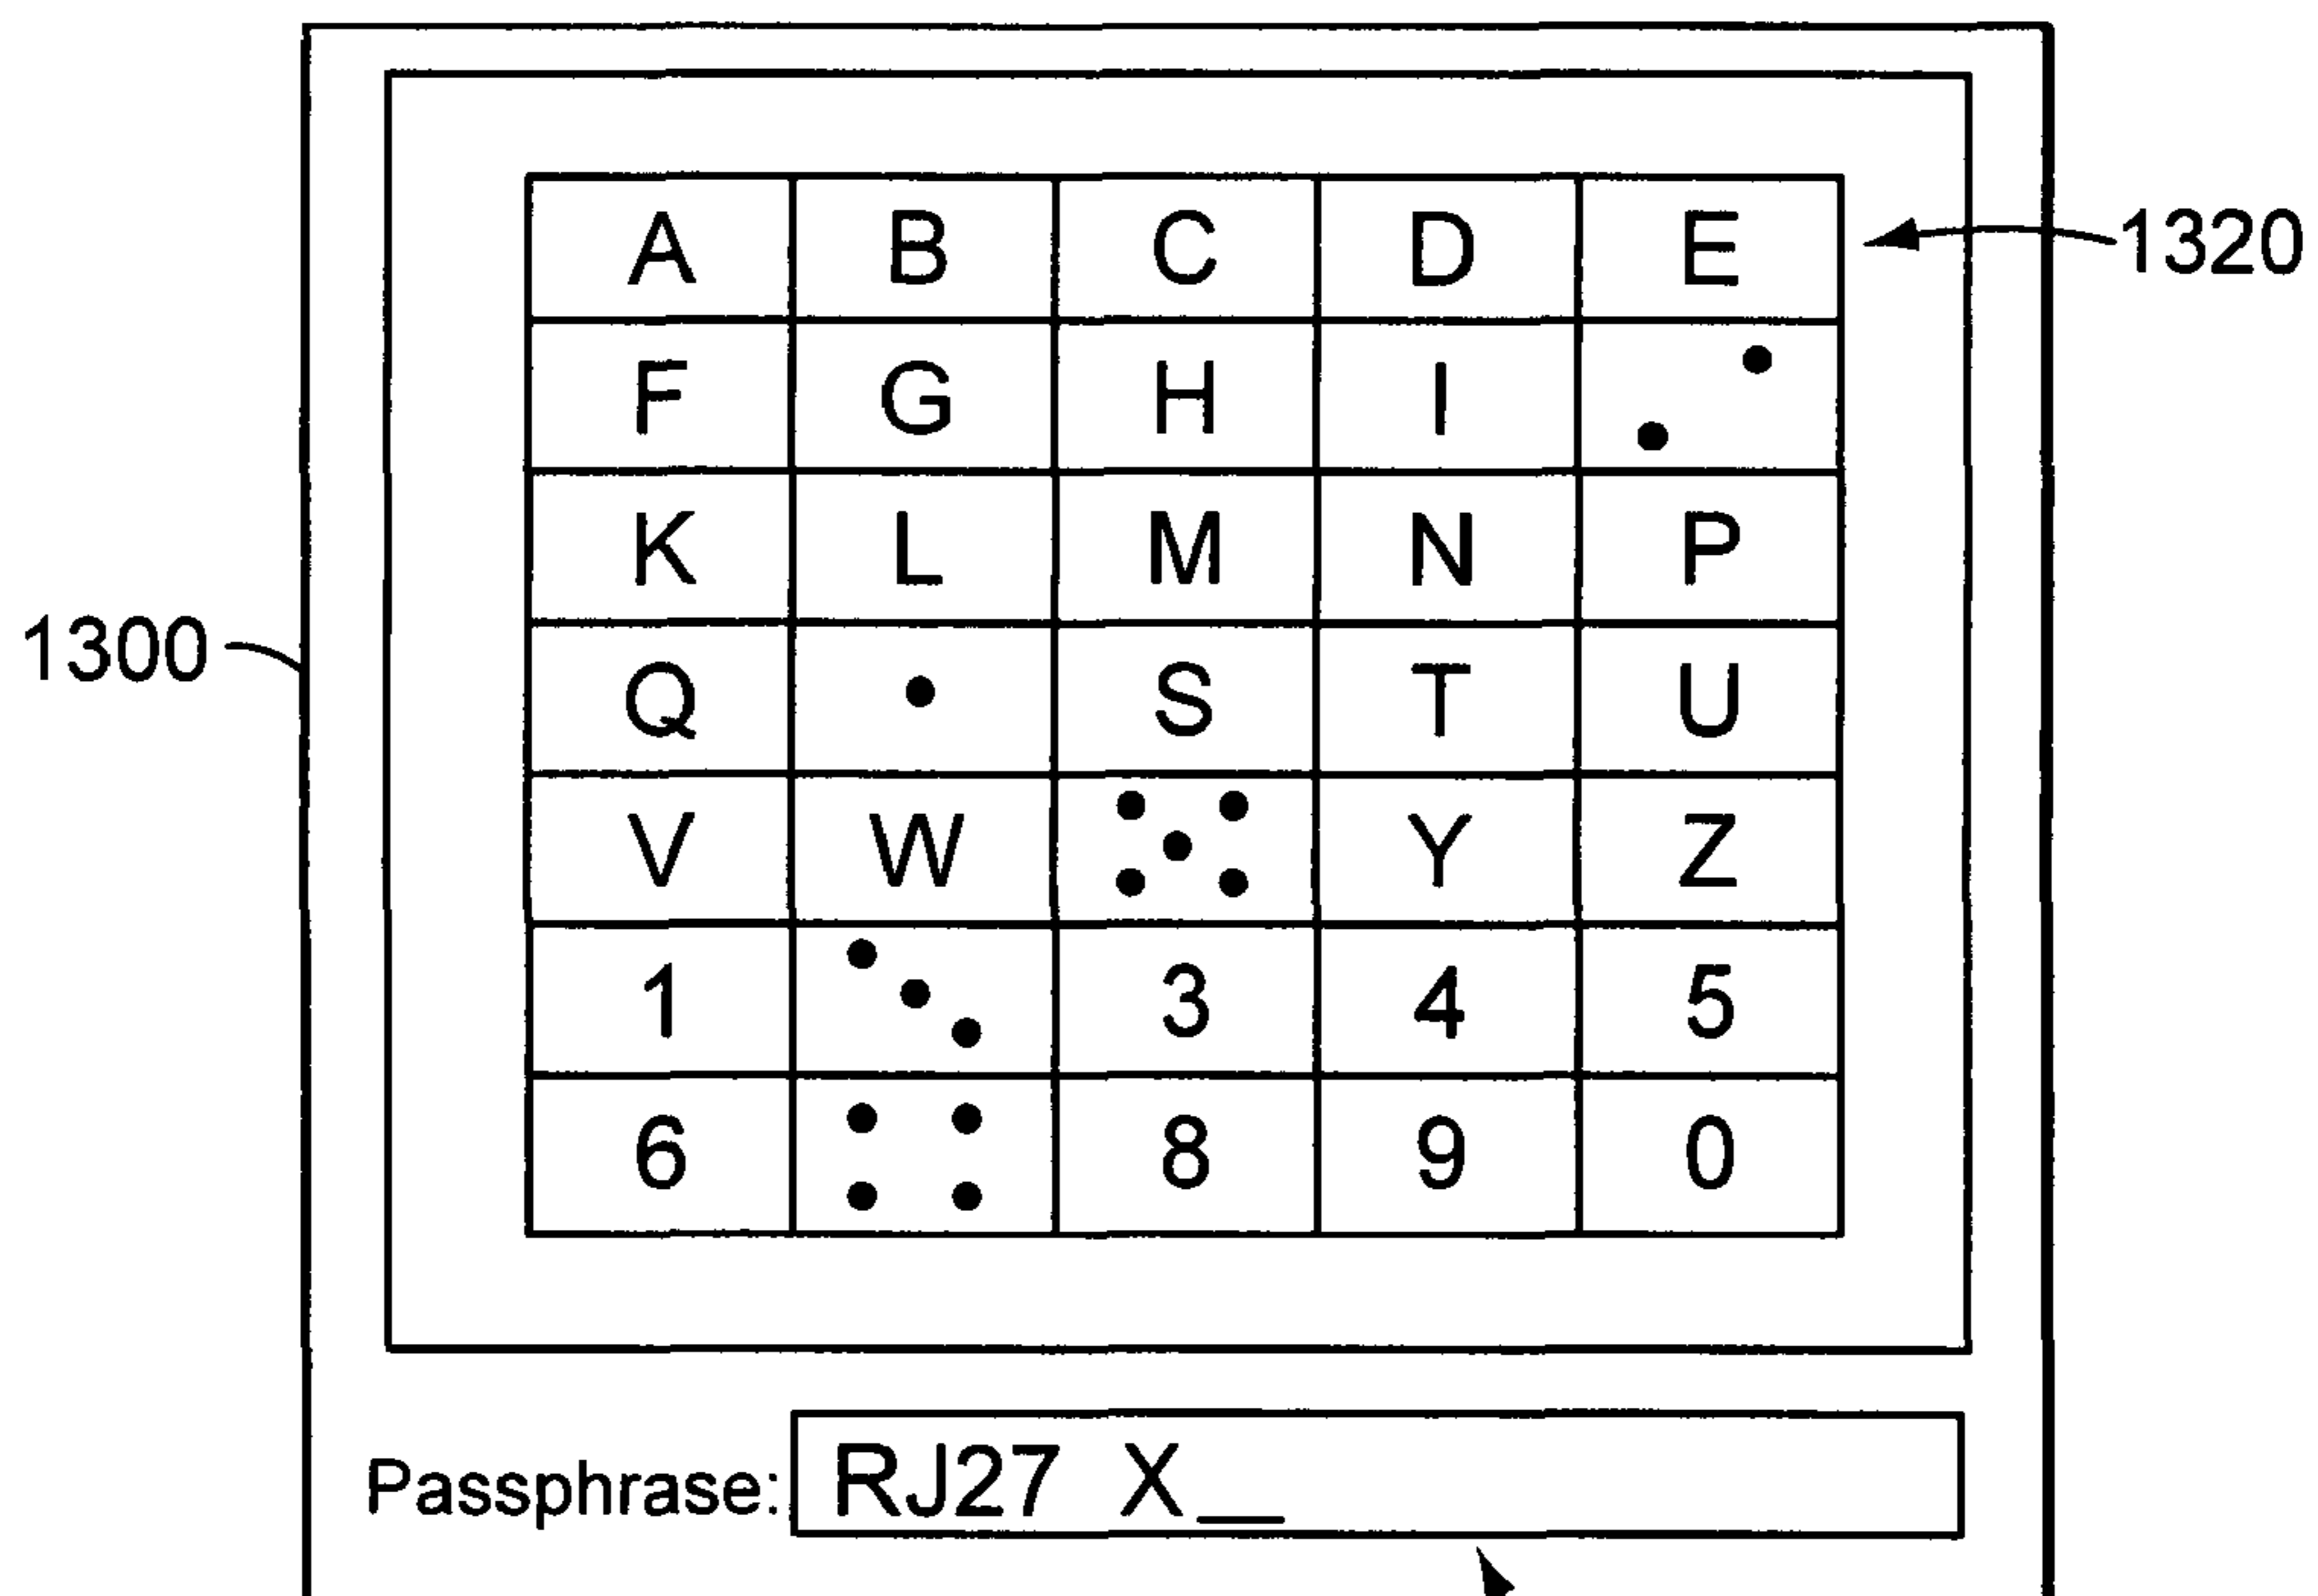 A B C D E 1320
F G H I
K L M N P
1300
Q S T U
V W Y Z
1 3 4 5
6 8 9 0
Passphrase: RJ27 X_